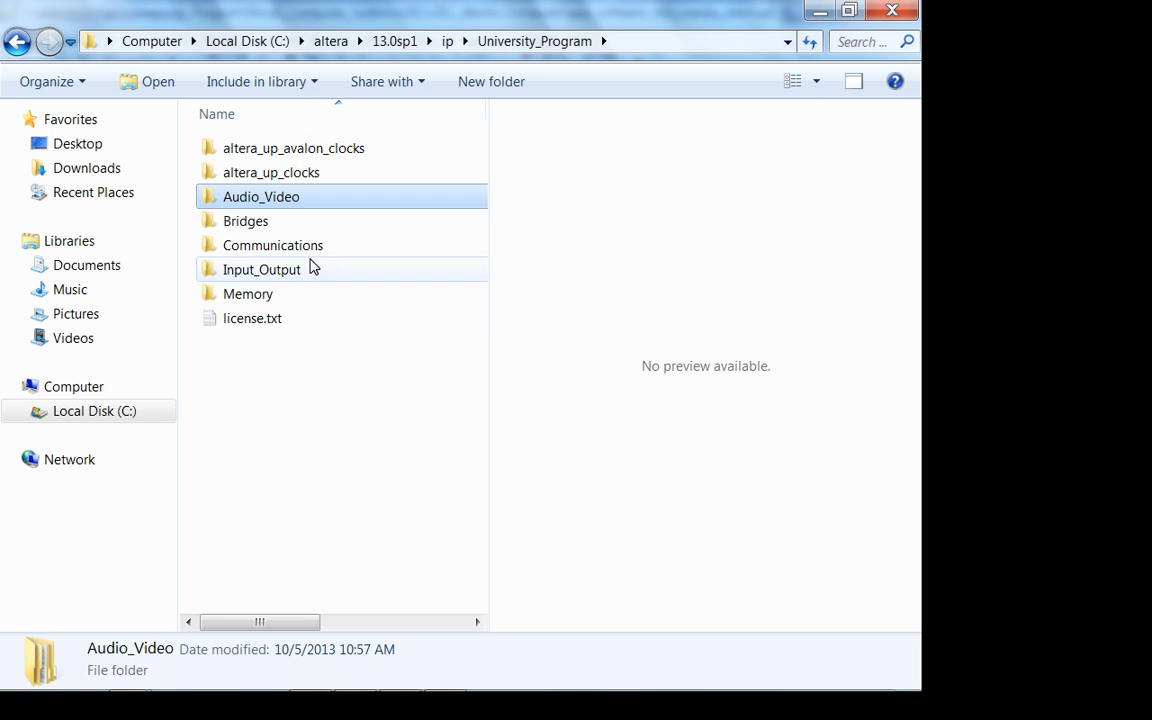 Computer Local Disk (C:) altera 13.0sp1 ip University_Program Search ...
Organize Open Include in library Share with New folder
Name
Favorites
Desktop
Downloads
Recent Places
Libraries
Documents
Music
Pictures
Videos
Computer
Local Disk (C:)
Network
altera_up_avalon_clocks
altera_up_clocks
Audio_Video
Bridges
Communications
Input_Output
Memory
license.txt
No preview available.
Audio_Video Date modified: 10/5/2013 10:57 AM
File folder